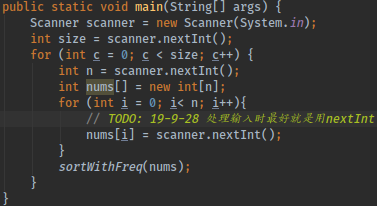 public static void main(String[] args) {
    Scanner scanner = new Scanner(System.in);
    int size = scanner.nextInt();
    for (int c = 0; c < size; c++) {
        int n = scanner.nextInt();
        int nums[] = new int[n];
        for (int i = 0; i< n; i++){
            // TODO: 19-9-28 处理输入时最好就是用nextInt
            nums[i] = scanner.nextInt();
        }
        sortWithFreq(nums);
    }
}